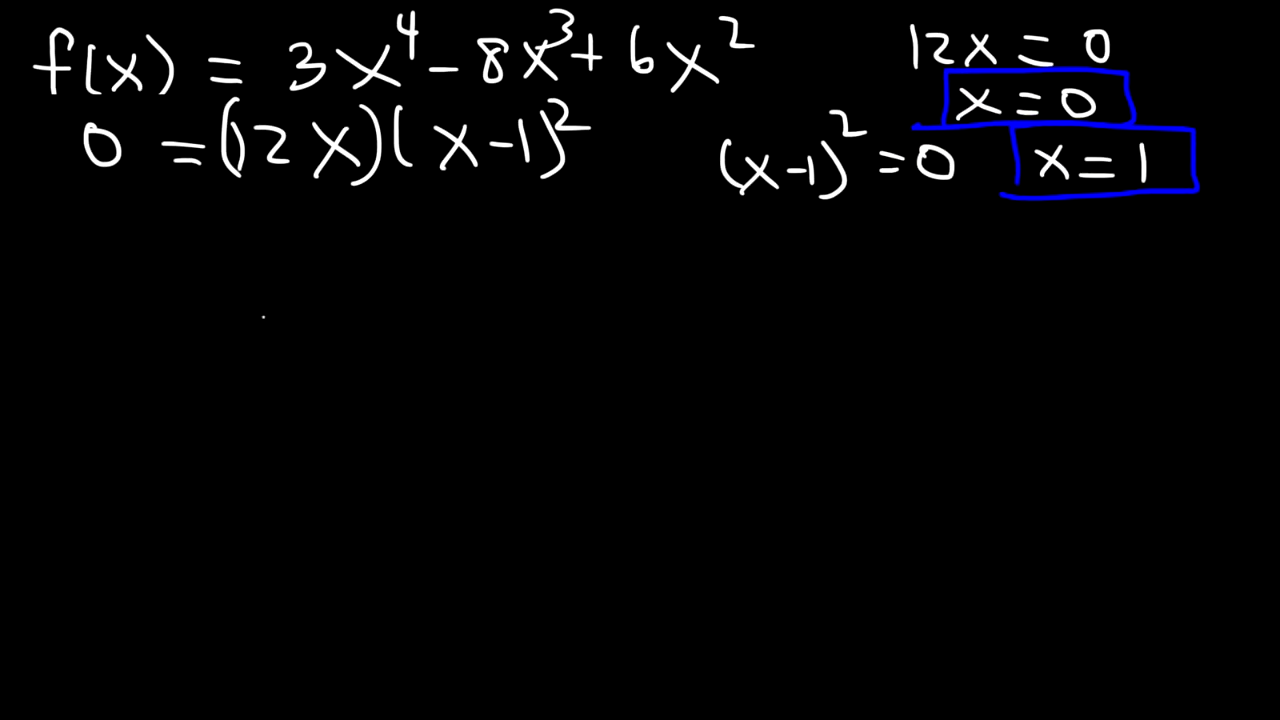 f(x) = 3x⁴ - 8x³ + 6x²
0 = (12x)(x-1)²
12x = 0
x = 0
(x-1)² = 0
x = 1